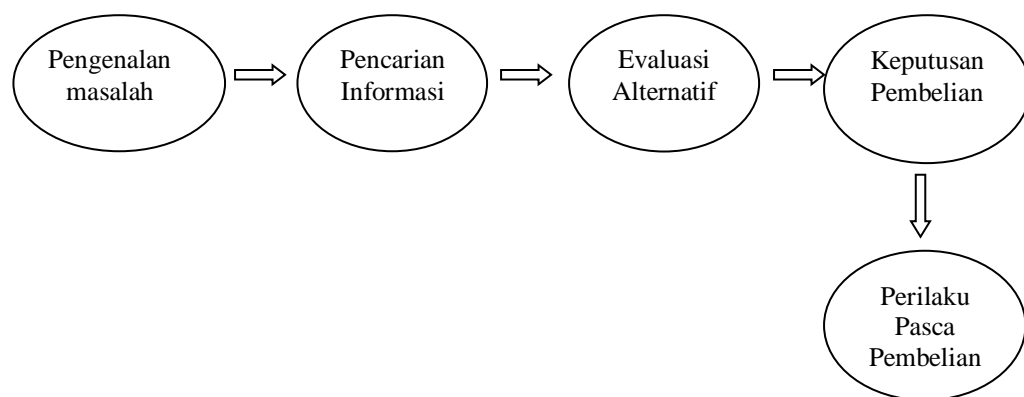 Pengenalan
masalah
Pencarian
Informasi
Evaluasi
Alternatif
Keputusan
Pembelian
Perilaku
Pasca
Pembelian